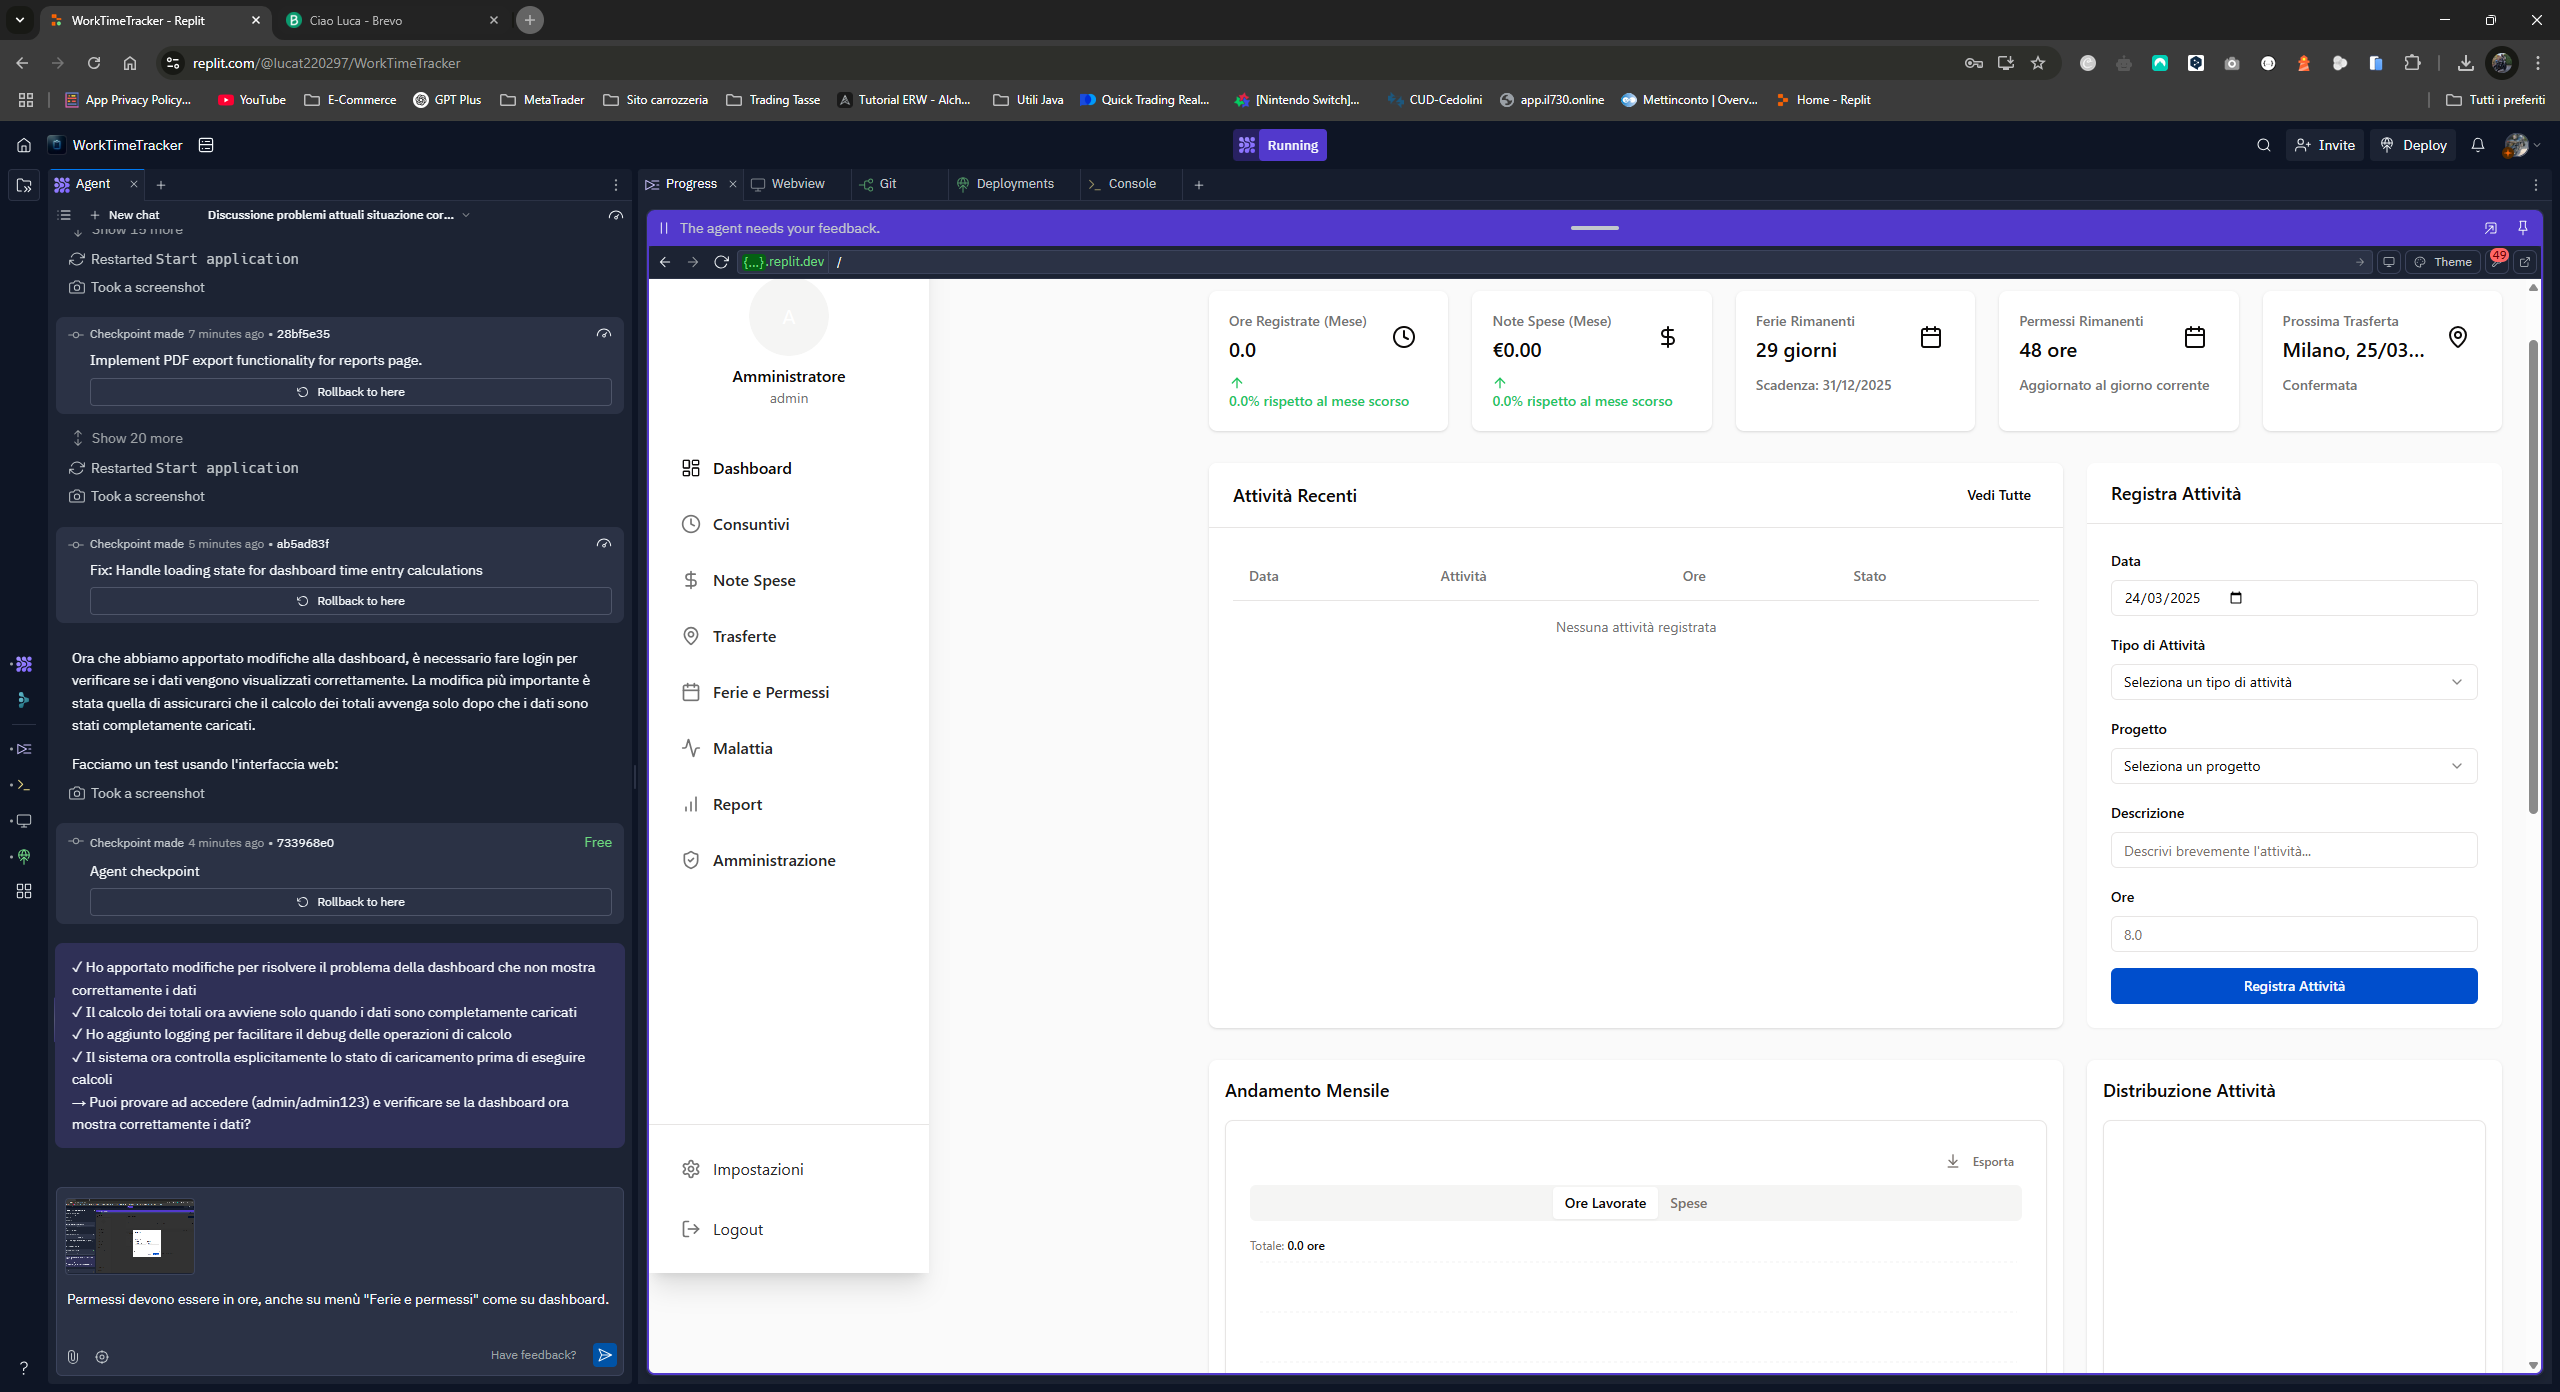 WorkTimeTracker - Replit
Ciao Luca - Brevo
replit.com/@lucat220297/WorkTimeTracker
App Privacy Policy...
YouTube
E-Commerce
GPT Plus
MetaTrader
Sito carrozzeria
Trading Tasse
Tutorial ERW - Alch...
Utili Java
Quick Trading Real...
[Nintendo Switch]...
CUD-Cedolini
app.il730.online
Mettinconto | Overv...
Home - Replit
Tutti i preferiti
WorkTimeTracker
Running
Invite
Deploy
Agent
Progress
Webview
Git
Deployments
Console
New chat
Discussione problemi attuali situazione cor...
Show 15 more
Restarted Start application
Took a screenshot
Checkpoint made 7 minutes ago • 28bf5e35
Implement PDF export functionality for reports page.
Rollback to here
Show 20 more
Restarted Start application
Took a screenshot
Checkpoint made 5 minutes ago • ab5ad83f
Fix: Handle loading state for dashboard time entry calculations
Rollback to here
Ora che abbiamo apportato modifiche alla dashboard, è necessario fare login per
verificare se i dati vengono visualizzati correttamente. La modifica più importante è
stata quella di assicurarci che il calcolo dei totali avvenga solo dopo che i dati sono
stati completamente caricati.
Facciamo un test usando l'interfaccia web:
Took a screenshot
Checkpoint made 4 minutes ago • 733968e0
Free
Agent checkpoint
Rollback to here
✓ Ho apportato modifiche per risolvere il problema della dashboard che non mostra
correttamente i dati
✓ Il calcolo dei totali ora avviene solo quando i dati sono completamente caricati
✓ Ho aggiunto logging per facilitare il debug delle operazioni di calcolo
✓ Il sistema ora controlla esplicitamente lo stato di caricamento prima di eseguire
calcoli
→ Puoi provare ad accedere (admin/admin123) e verificare se la dashboard ora
mostra correttamente i dati?
Permessi devono essere in ore, anche su menù "Ferie e permessi" come su dashboard.
Have feedback?
The agent needs your feedback.
{...}.replit.dev /
Theme
49
A
Amministratore
admin
Dashboard
Consuntivi
Note Spese
Trasferte
Ferie e Permessi
Malattia
Report
Amministrazione
Impostazioni
Logout
Ore Registrate (Mese)
0.0
0.0% rispetto al mese scorso
Note Spese (Mese)
€0.00
0.0% rispetto al mese scorso
Ferie Rimanenti
29 giorni
Scadenza: 31/12/2025
Permessi Rimanenti
48 ore
Aggiornato al giorno corrente
Prossima Trasferta
Milano, 25/03...
Confermata
Attività Recenti
Vedi Tutte
Data Attività Ore Stato
Nessuna attività registrata
Registra Attività
Data
24/03/2025
Tipo di Attività
Seleziona un tipo di attività
Progetto
Seleziona un progetto
Descrizione
Descrivi brevemente l'attività...
Ore
8.0
Registra Attività
Andamento Mensile
Esporta
Ore Lavorate
Spese
Totale: 0.0 ore
Distribuzione Attività